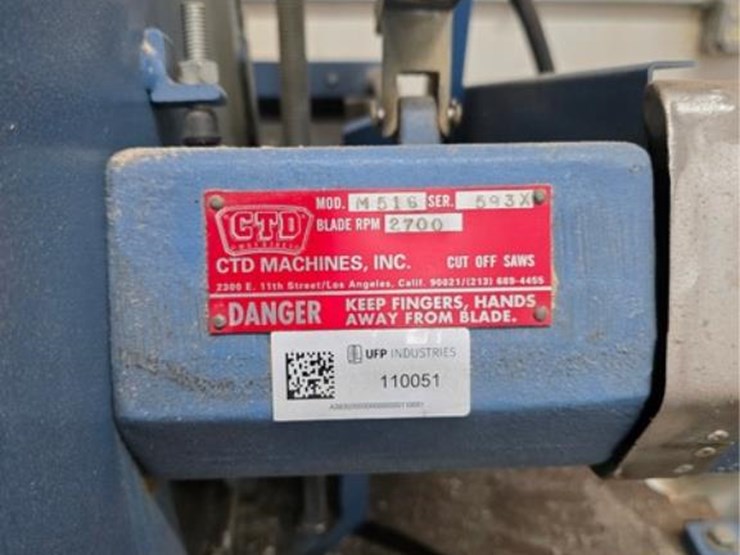 MOD. M516 SER. 593X
CTD
BLADE RPM 2700
CTD MACHINES, INC. CUT OFF SAWS
2300 E. 11th Street/Los Angeles, Calif. 90021/(213) 689-4455
DANGER KEEP FINGERS, HANDS
AWAY FROM BLADE.
UFP INDUSTRIES
110051